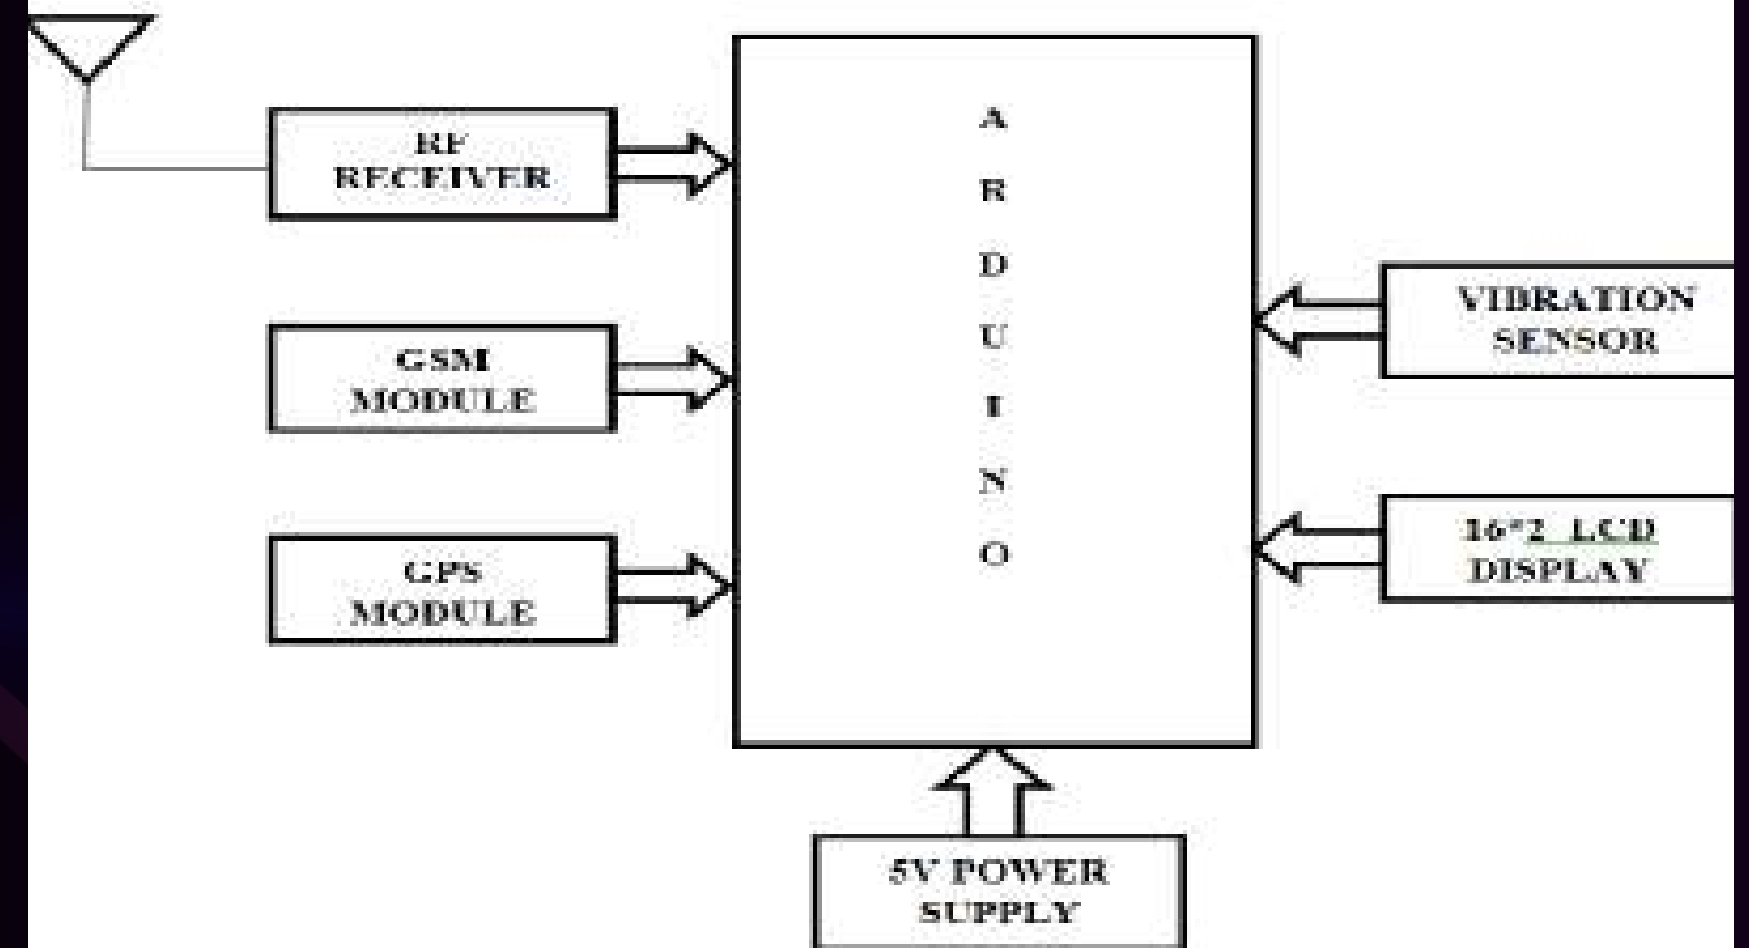 RF
RECEIVER
GSM
MODULE
GPS
MODULE
A
R
D
U
I
N
O
VIBRATION
SENSOR
16*2 LCD
DISPLAY
5V POWER
SUPPLY